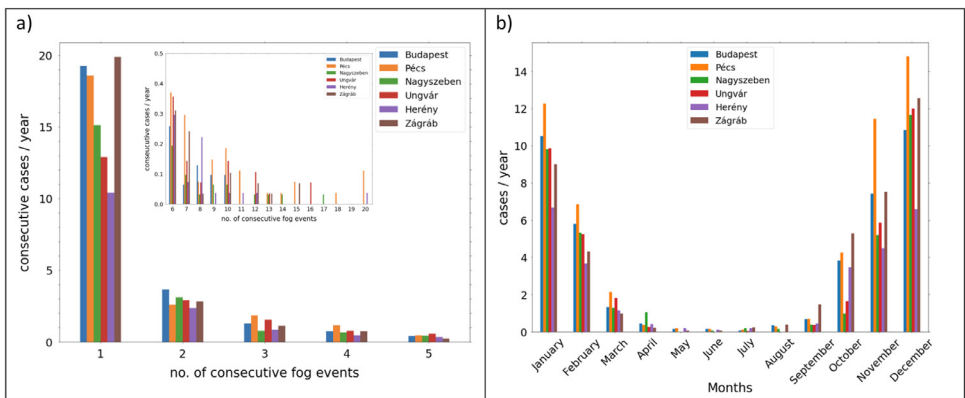 a)
20
15
10
5
0
consecutive cases / year
1 2 3 4 5
no. of consecutive fog events
Budapest
Pécs
Nagyszeben
Ungvár
Herény
Zágráb
0.5
0.4
0.3
0.2
0.1
0.0
conseucutive cases / year
6 7 8 9 10 11 12 13 14 15 16 17 18 19 20
no. of consecutive fog events
Budapest
Pécs
Nagyszeben
Ungvár
Herény
Zágráb
b)
14
12
10
8
6
4
2
0
cases / year
January February March April May June July August September October November December
Months
Budapest
Pécs
Nagyszeben
Ungvár
Herény
Zágráb